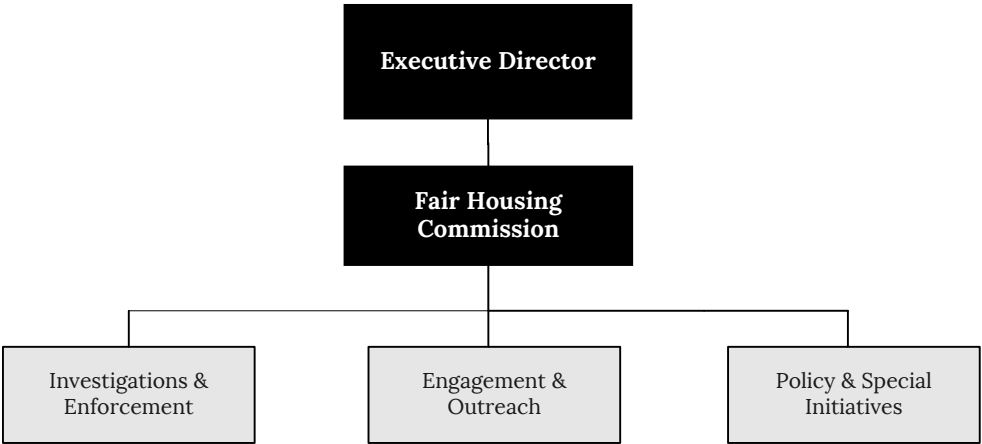 Executive Director
Fair Housing
Commission
Investigations &
Enforcement
Engagement &
Outreach
Policy & Special
Initiatives